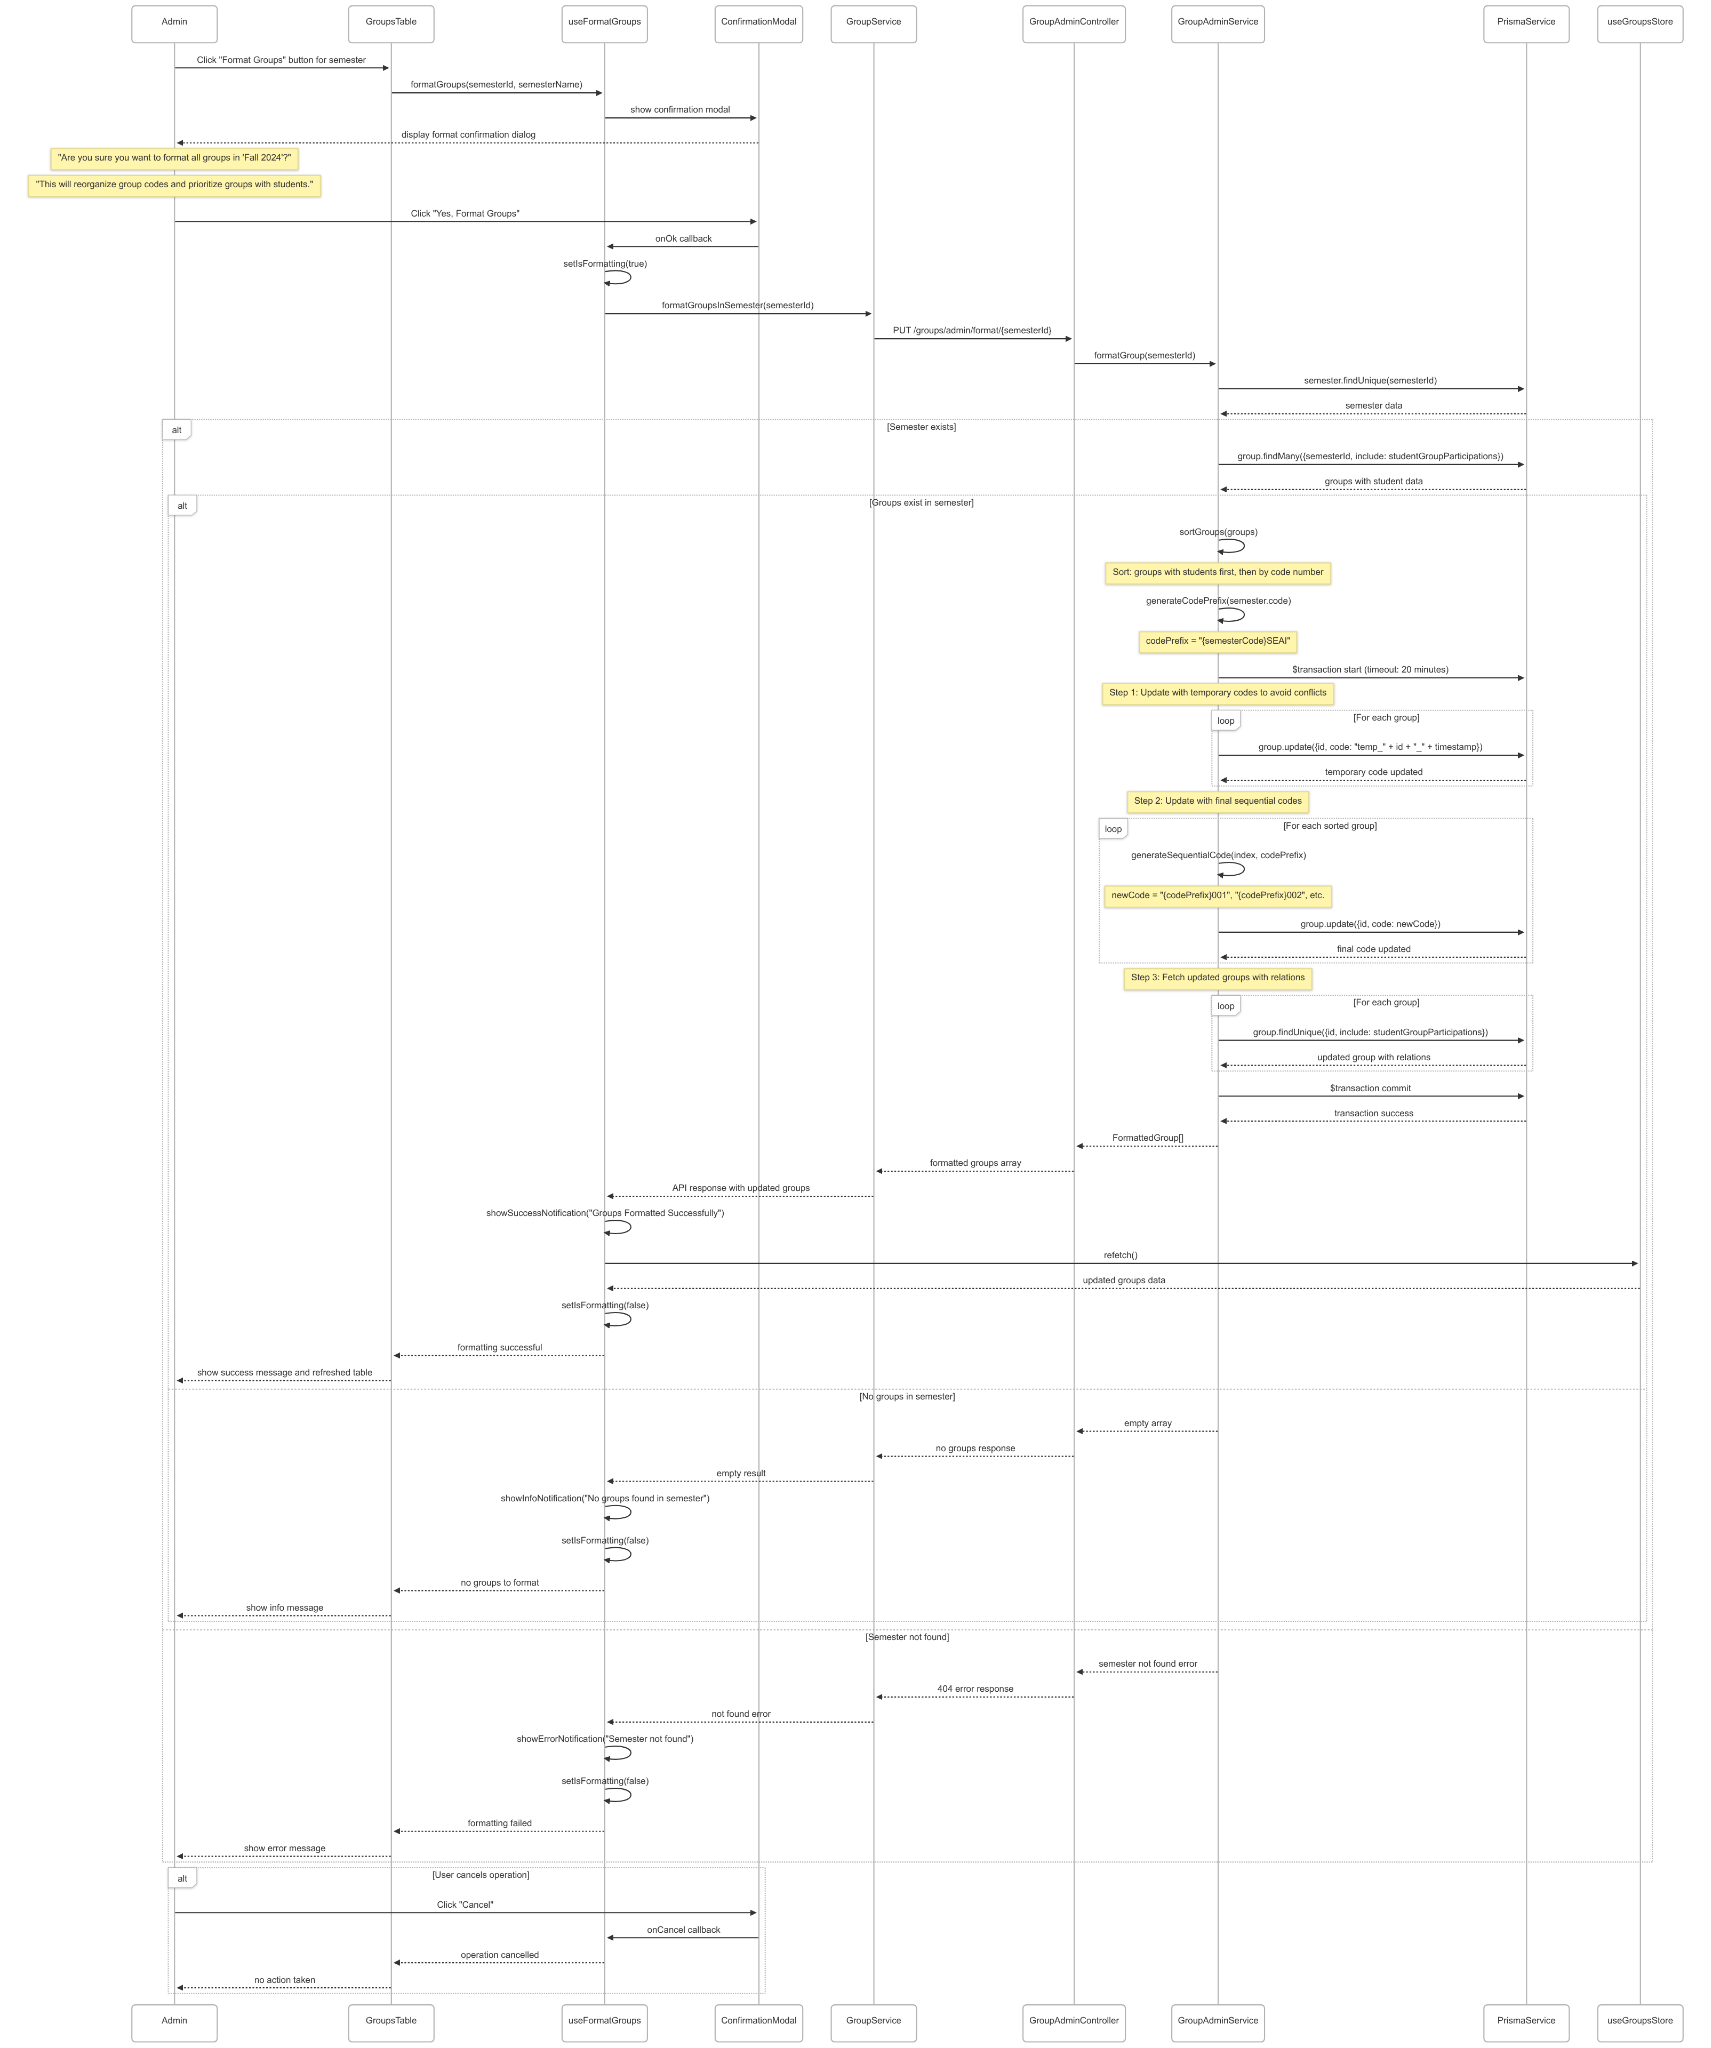 Admin
GroupsTable
useFormatGroups
ConfirmationModal
GroupService
GroupAdminController
GroupAdminService
PrismaService
useGroupsStore
Click "Format Groups" button for semester
formatGroups(semesterId, semesterName)
show confirmation modal
display format confirmation dialog
"Are you sure you want to format all groups in 'Fall 2024'?"
"This will reorganize group codes and prioritize groups with students."
Click "Yes, Format Groups"
onOk callback
setIsFormatting(true)
formatGroupsInSemester(semesterId)
PUT /groups/admin/format/{semesterId}
formatGroup(semesterId)
semester.findUnique(semesterId)
semester data
alt
[Semester exists]
group.findMany({semesterId, include: studentGroupParticipations})
groups with student data
alt
[Groups exist in semester]
sortGroups(groups)
Sort: groups with students first, then by code number
generateCodePrefix(semester.code)
codePrefix = "{semesterCode}SEAI"
$transaction start (timeout: 20 minutes)
Step 1: Update with temporary codes to avoid conflicts
loop
[For each group]
group.update({id, code: "temp_" + id + "_" + timestamp})
temporary code updated
Step 2: Update with final sequential codes
loop
[For each sorted group]
generateSequentialCode(index, codePrefix)
newCode = "{codePrefix}001", "{codePrefix}002", etc.
group.update({id, code: newCode})
final code updated
Step 3: Fetch updated groups with relations
loop
[For each group]
group.findUnique({id, include: studentGroupParticipations})
updated group with relations
$transaction commit
transaction success
FormattedGroup[]
formatted groups array
API response with updated groups
showSuccessNotification("Groups Formatted Successfully")
refetch()
updated groups data
setIsFormatting(false)
formatting successful
show success message and refreshed table
[No groups in semester]
empty array
no groups response
empty result
showInfoNotification("No groups found in semester")
setIsFormatting(false)
no groups to format
show info message
[Semester not found]
semester not found error
404 error response
not found error
showErrorNotification("Semester not found")
setIsFormatting(false)
formatting failed
show error message
alt
[User cancels operation]
Click "Cancel"
onCancel callback
operation cancelled
no action taken
Admin
GroupsTable
useFormatGroups
ConfirmationModal
GroupService
GroupAdminController
GroupAdminService
PrismaService
useGroupsStore